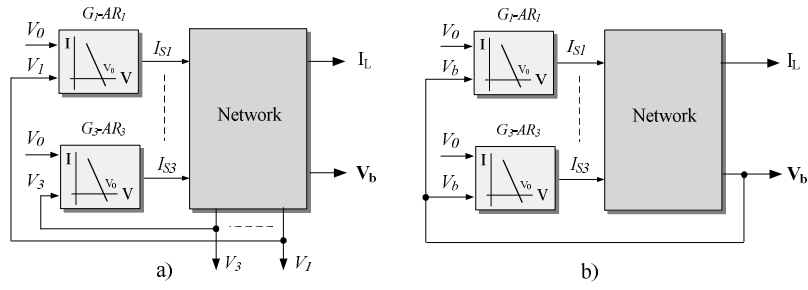 G1-AR1
V0
V1
I
V0
V
IS1
G3-AR3
V0
V3
I
V0
V
IS3
Network
IL
Vb
V3
V1
a)
G1-AR1
V0
Vb
I
V0
V
IS1
G3-AR3
V0
Vb
I
V0
V
IS3
Network
IL
Vb
b)